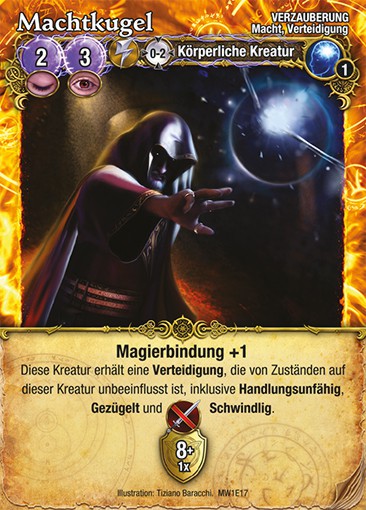 Machtkugel
VERZAUBERUNG
Macht, Verteidigung
2
3
0-2
Körperliche Kreatur
1
Magierbindung +1
Diese Kreatur erhält eine Verteidigung, die von Zuständen auf
dieser Kreatur unbeeinflusst ist, inklusive Handlungsunfähig,
Gezügelt und Schwindlig.
8+
1x
Illustration: Tiziano Baracchi. MW1E17